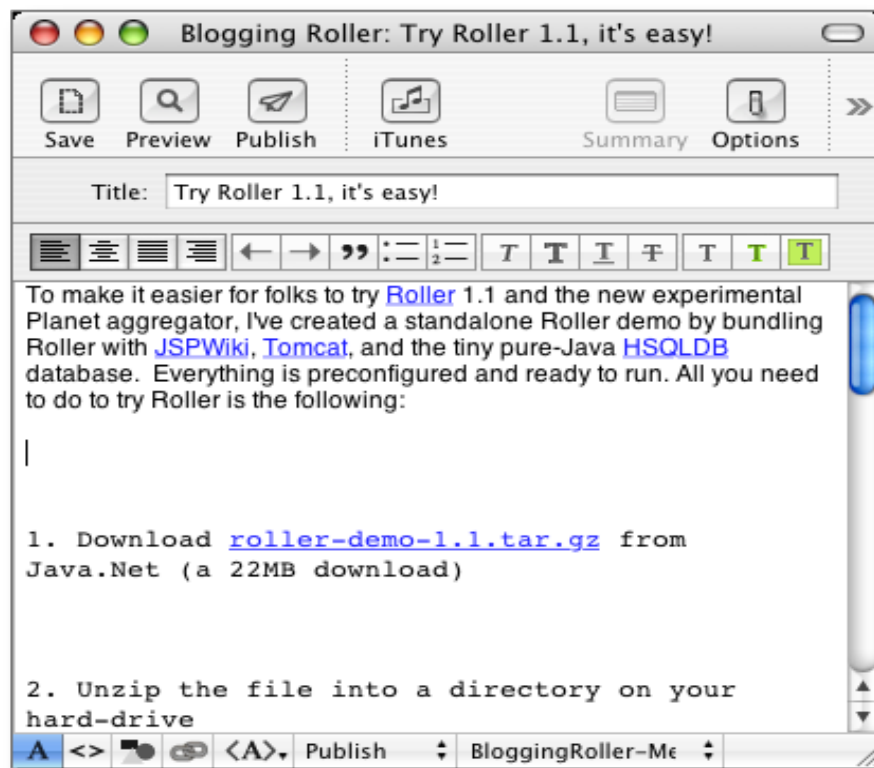 Blogging Roller: Try Roller 1.1, it's easy!
Save Preview Publish iTunes Summary Options
Title: Try Roller 1.1, it's easy!
To make it easier for folks to try Roller 1.1 and the new experimental
Planet aggregator, I've created a standalone Roller demo by bundling
Roller with JSPWiki, Tomcat, and the tiny pure-Java HSQLDB
database.  Everything is preconfigured and ready to run. All you need
to do to try Roller is the following:
1. Download roller-demo-1.1.tar.gz from
Java.Net (a 22MB download)
2. Unzip the file into a directory on your
hard-drive
A <> <A> Publish BloggingRoller-Me